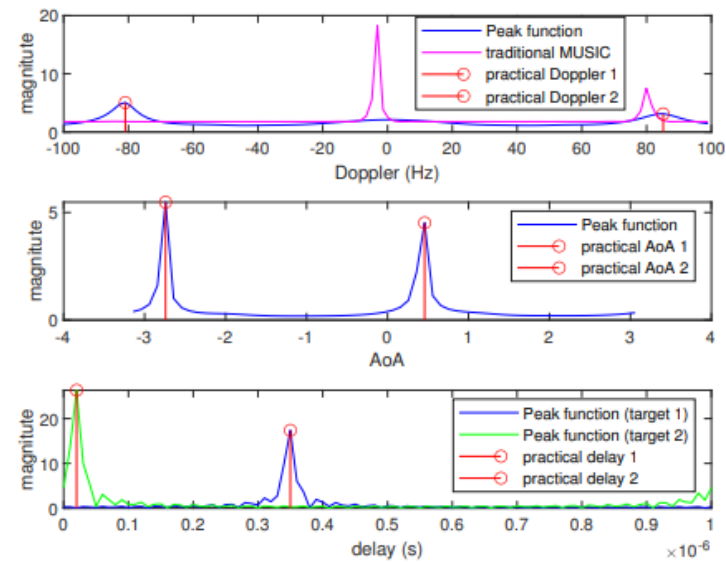 magnitute
20
10
0
-100
-80
-60
-40
-20
0
20
40
60
80
100
Doppler (Hz)
Peak function
traditional MUSIC
practical Doppler 1
practical Doppler 2
magnitute
5
0
-4
-3
-2
-1
0
1
2
3
4
AoA
Peak function
practical AoA 1
practical AoA 2
magnitute
20
10
0
0
0.1
0.2
0.3
0.4
0.5
0.6
0.7
0.8
0.9
1
delay (s)
×10⁻⁶
Peak function (target 1)
Peak function (target 2)
practical delay 1
practical delay 2